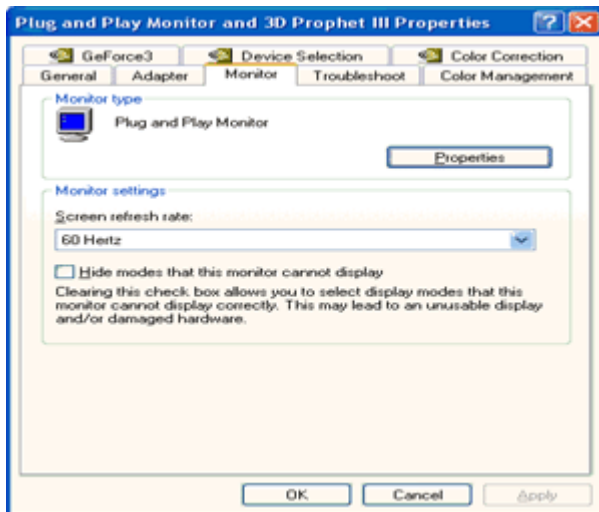 Plug and Play Monitor and 3D Prophet III Properties
GeForce3 Device Selection Color Correction
General Adapter Monitor Troubleshoot Color Management
Monitor type
Plug and Play Monitor
Properties
Monitor settings
Screen refresh rate:
60 Hertz
Hide modes that this monitor cannot display
Clearing this check box allows you to select display modes that this
monitor cannot display correctly. This may lead to an unusable display
and/or damaged hardware.
OK Cancel Apply